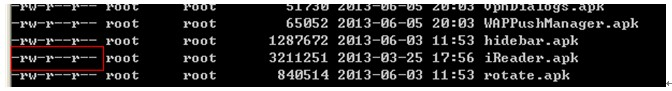 -rw-r--r-- root root 51730 2013-06-05 20:03 VpnDialogs.apk
-rw-r--r-- root root 65052 2013-06-05 20:03 WAPPushManager.apk
-rw-r--r-- root root 1287672 2013-06-03 11:53 hidebar.apk
-rw-r--r-- root root 3211251 2013-03-25 17:56 iReader.apk
-rw-r--r-- root root 840514 2013-06-03 11:53 rotate.apk